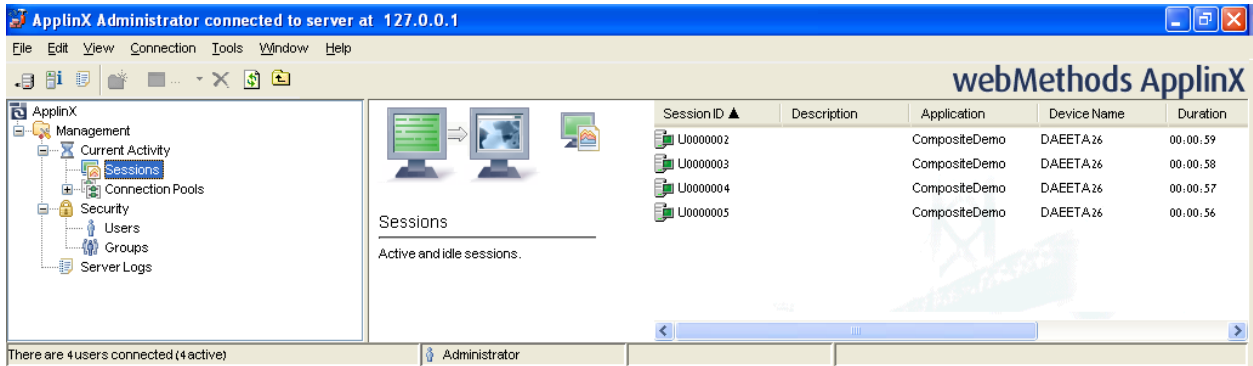 ApplinX Administrator connected to server at 127.0.0.1
File Edit View Connection Tools Window Help
webMethods ApplinX
ApplinX
Management
Current Activity
Sessions
Connection Pools
Security
Users
Groups
Server Logs
Sessions
Active and idle sessions.
Session ID Description Application Device Name Duration
U0000002 CompositeDemo DAEETA26 00:00:59
U0000003 CompositeDemo DAEETA26 00:00:58
U0000004 CompositeDemo DAEETA26 00:00:57
U0000005 CompositeDemo DAEETA26 00:00:56
There are 4 users connected (4 active) Administrator